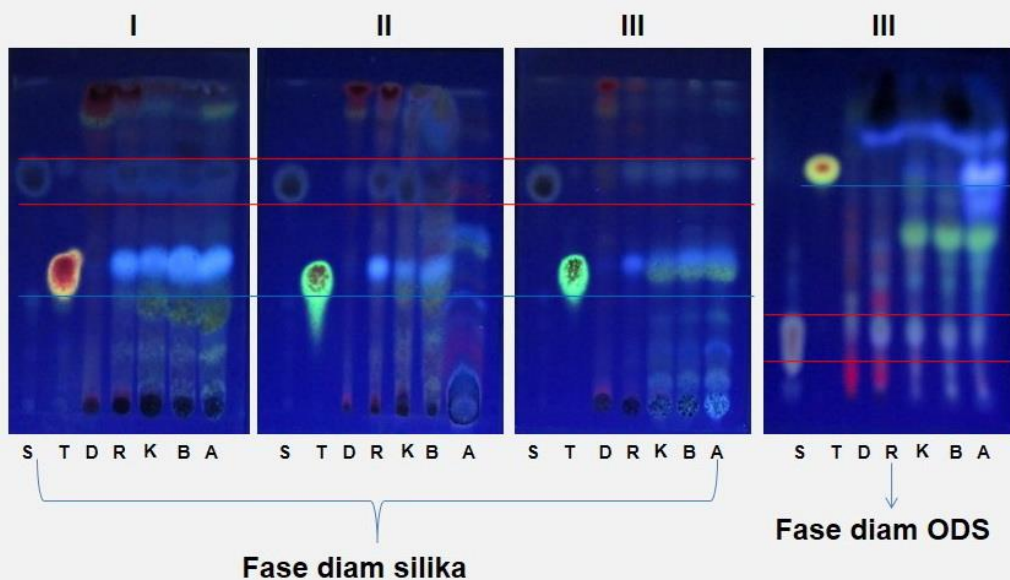 I II III III
S T D R K B A
S T D R K B A
S T D R K B A
S T D R K B A
Fase diam silika
Fase diam ODS